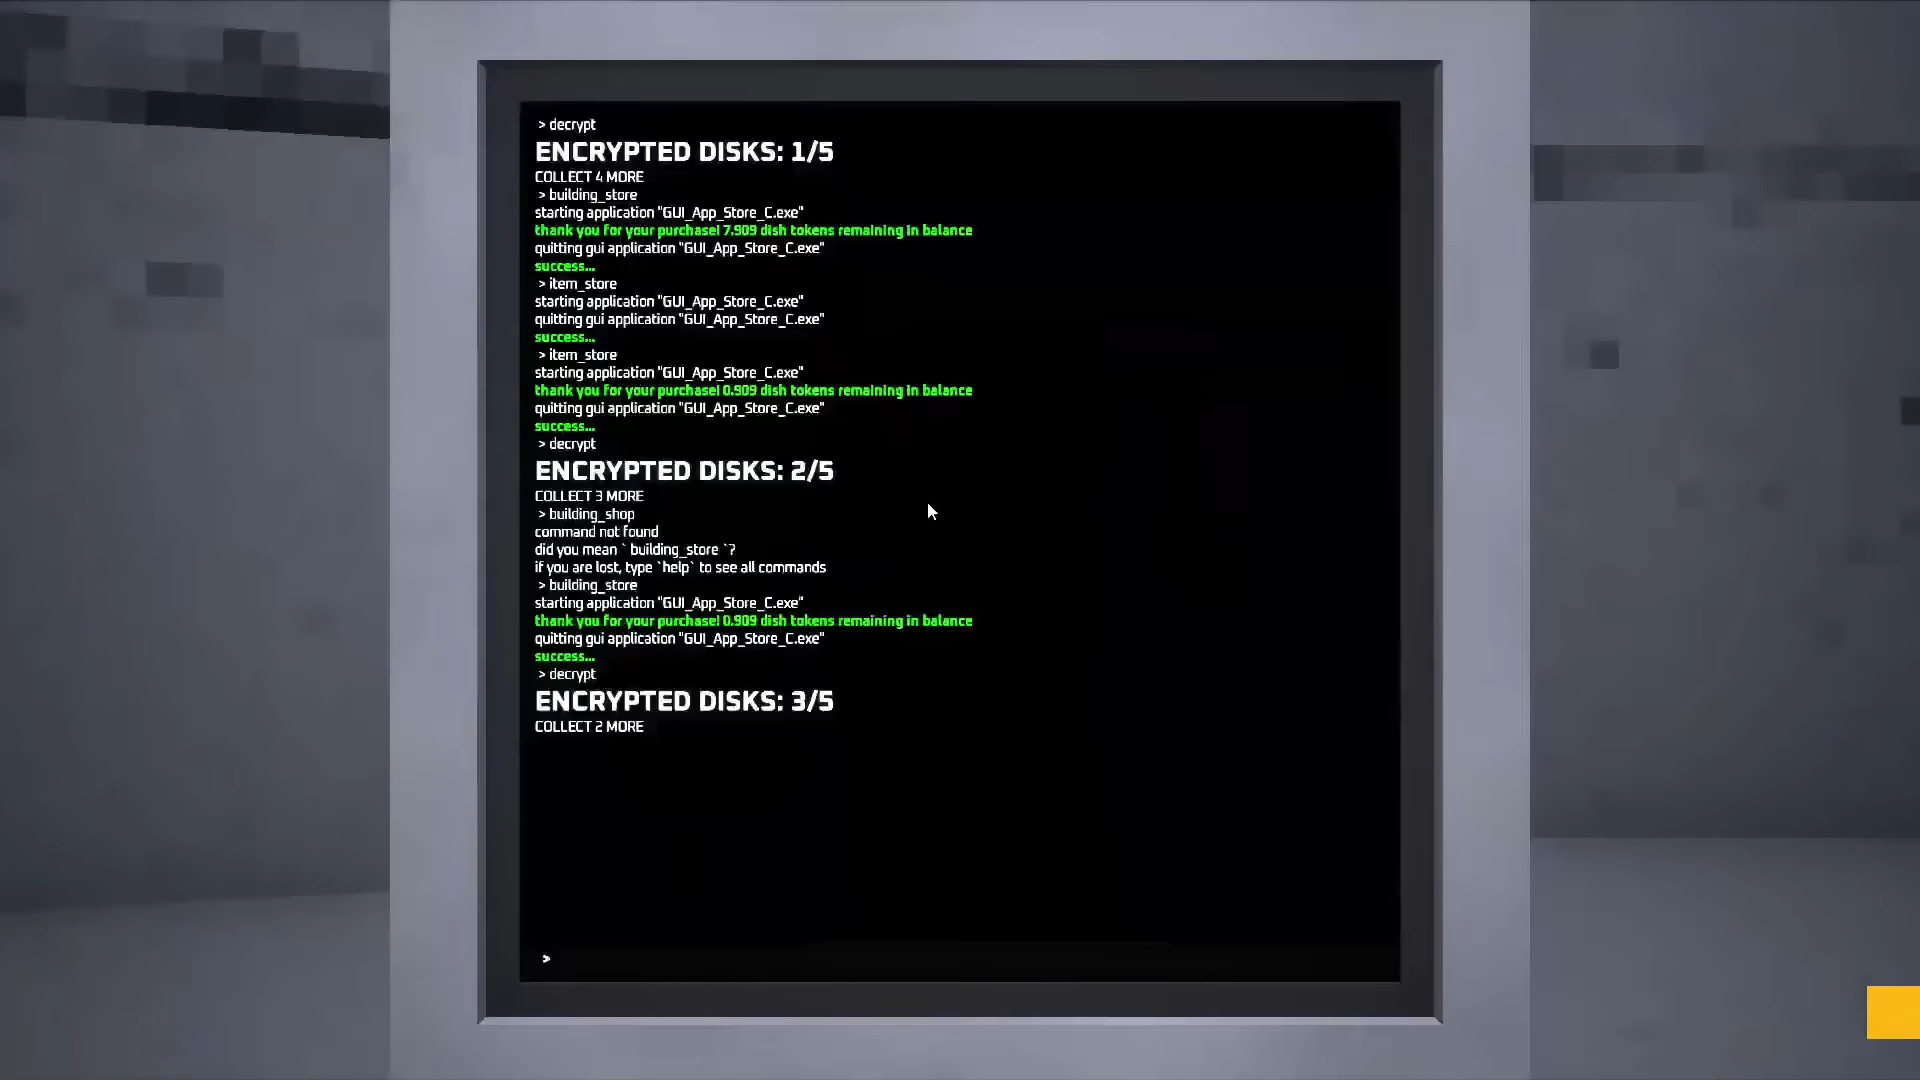 > decrypt
ENCRYPTED DISKS: 1/5
COLLECT 4 MORE
> building_store
starting application "GUI_App_Store_C.exe"
thank you for your purchase! 7.909 dish tokens remaining in balance
quitting gui application "GUI_App_Store_C.exe"
success...
> item_store
starting application "GUI_App_Store_C.exe"
quitting gui application "GUI_App_Store_C.exe"
success...
> item_store
starting application "GUI_App_Store_C.exe"
thank you for your purchase! 0.909 dish tokens remaining in balance
quitting gui application "GUI_App_Store_C.exe"
success...
> decrypt
ENCRYPTED DISKS: 2/5
COLLECT 3 MORE
> building_shop
command not found
did you mean ` building_store `?
if you are lost, type `help` to see all commands
> building_store
starting application "GUI_App_Store_C.exe"
thank you for your purchase! 0.909 dish tokens remaining in balance
quitting gui application "GUI_App_Store_C.exe"
success...
> decrypt
ENCRYPTED DISKS: 3/5
COLLECT 2 MORE
>